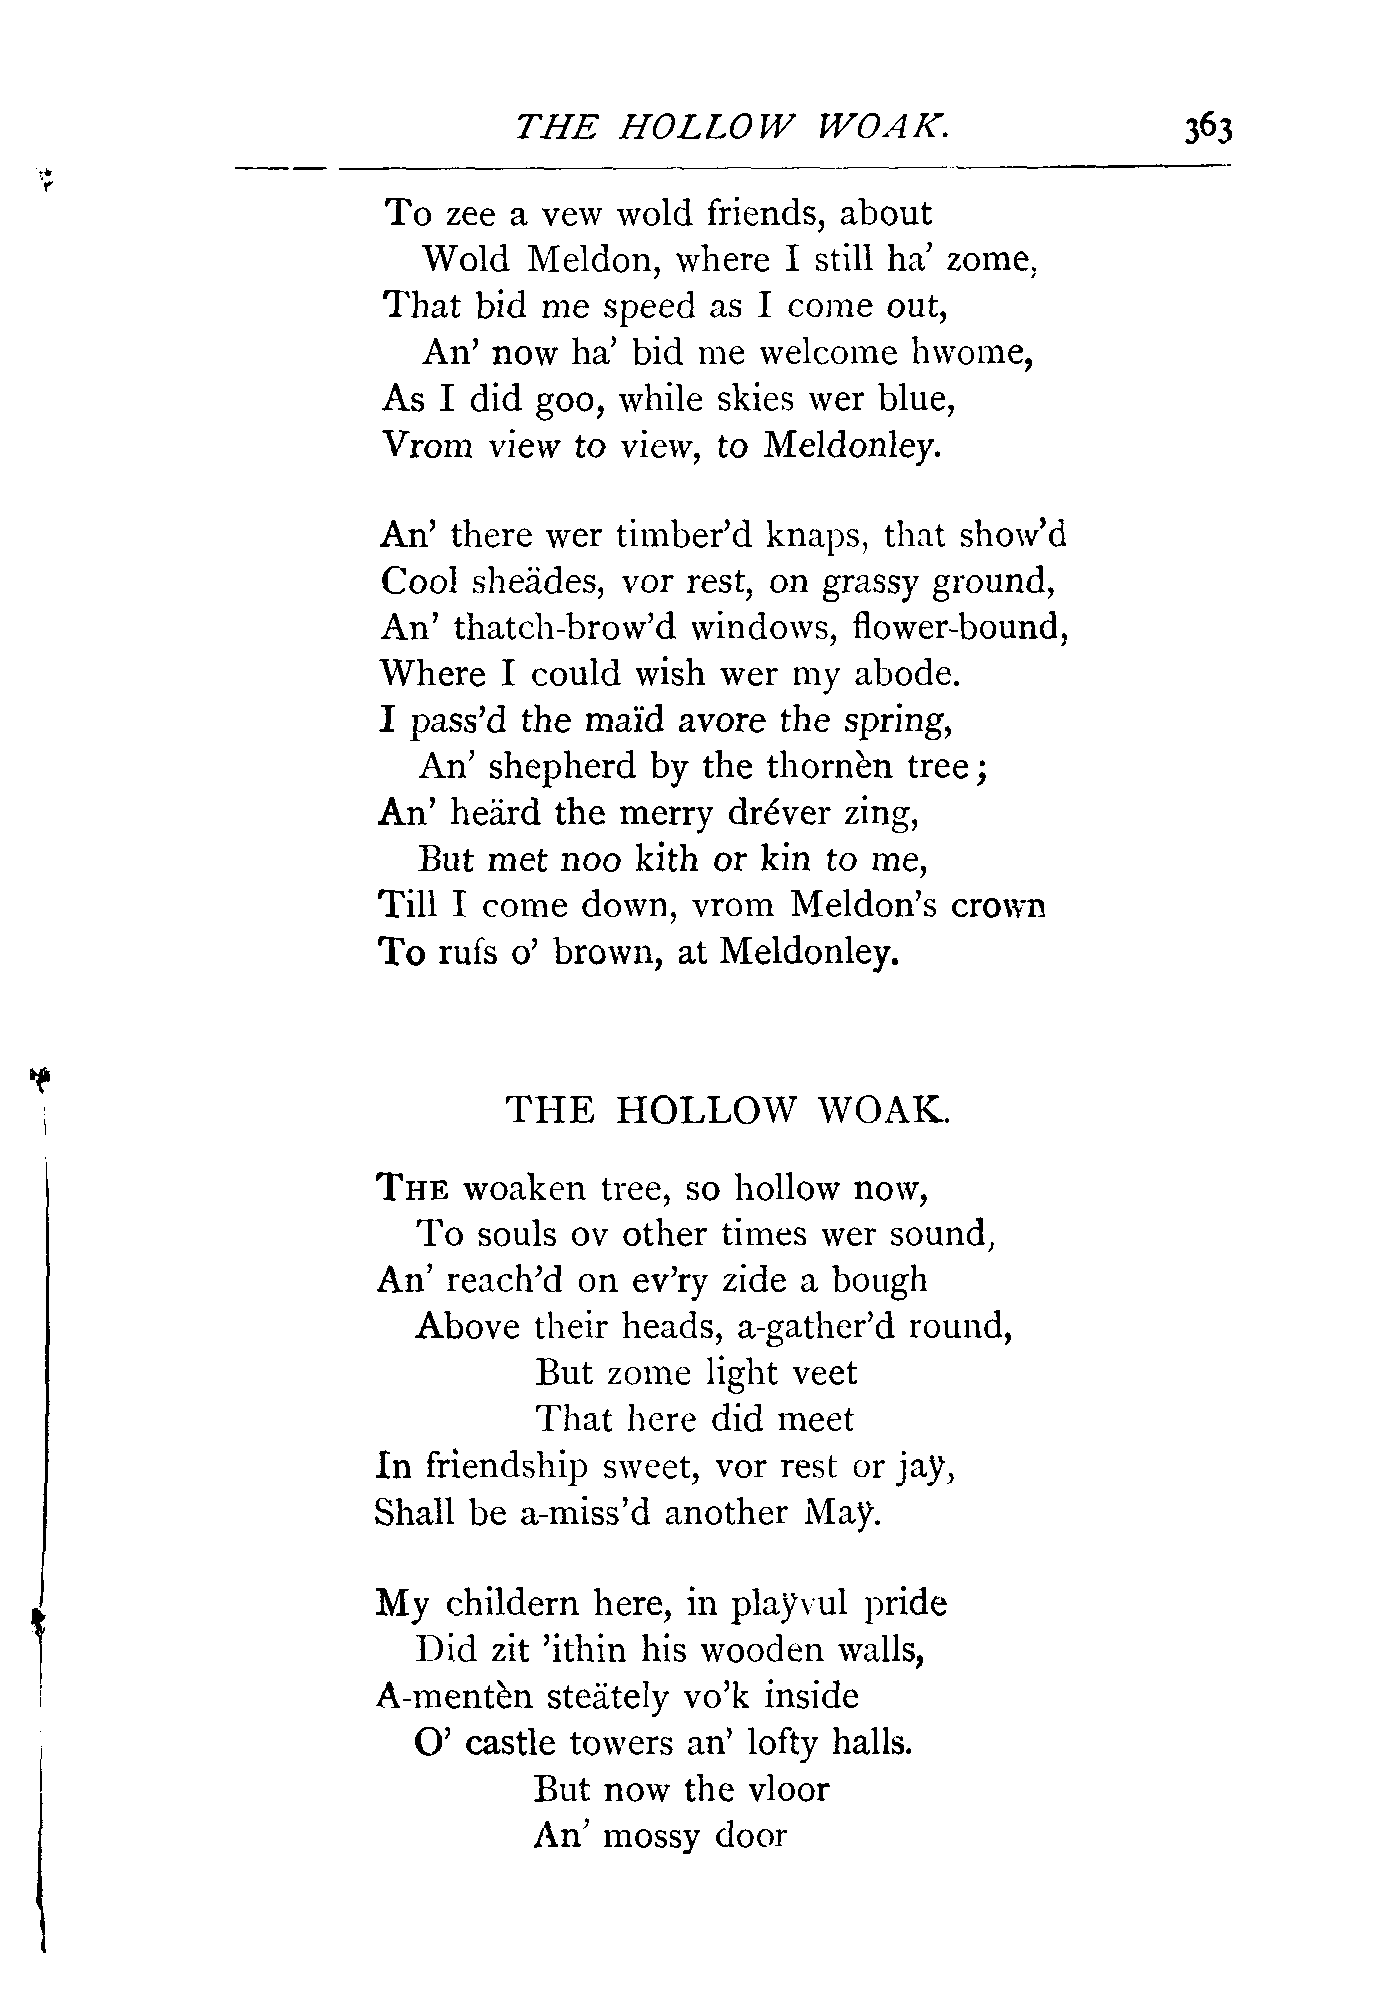 THE HOLLOW WOAK. 363
To zee a vew wold friends, about
Wold Meldon, where I still ha' zome,
That bid me speed as I come out,
An' now ha' bid me welcome hwome,
As I did goo, while skies wer blue,
Vrom view to view, to Meldonley.
An' there wer timber'd knaps, that show'd
Cool sheädes, vor rest, on grassy ground,
An' thatch-brow'd windows, flower-bound,
Where I could wish wer my abode.
I pass'd the maïd avore the spring,
An' shepherd by the thornèn tree;
An' heärd the merry dréver zing,
But met noo kith or kin to me,
Till I come down, vrom Meldon's crown
To rufs o' brown, at Meldonley.
THE HOLLOW WOAK.
THE woaken tree, so hollow now,
To souls ov other times wer sound,
An' reach'd on ev'ry zide a bough
Above their heads, a-gather'd round,
But zome light veet
That here did meet
In friendship sweet, vor rest or jaÿ,
Shall be a-miss'd another Maÿ.
My childern here, in plaÿvul pride
Did zit 'ithin his wooden walls,
A-mentèn steätely vo'k inside
O' castle towers an' lofty halls.
But now the vloor
An' mossy door